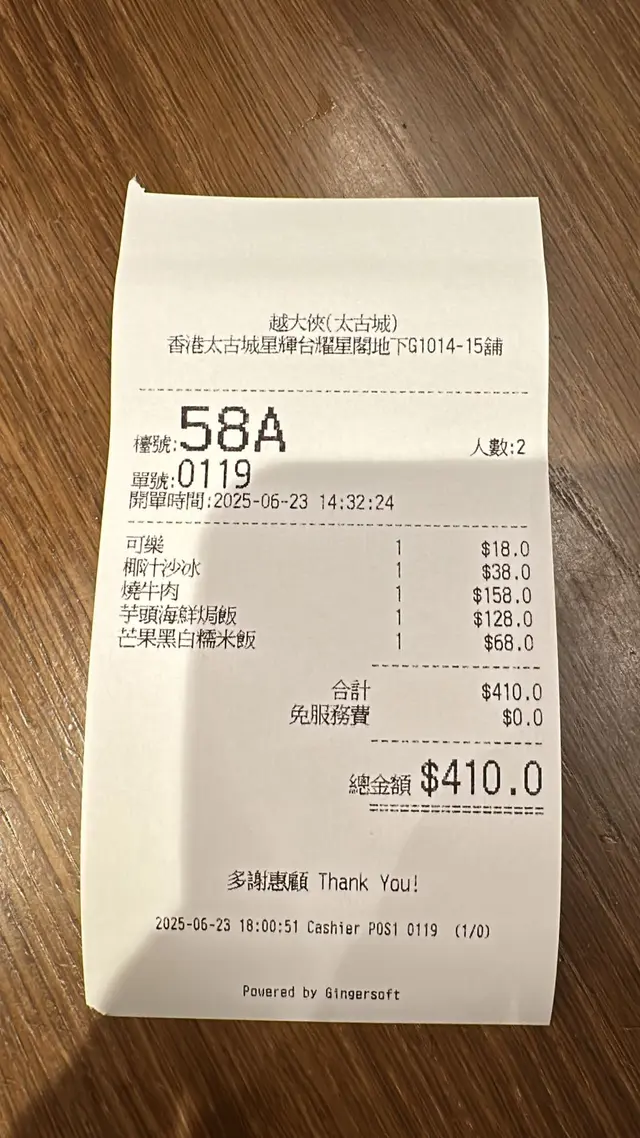 越大俠(太古城)
香港太古城星輝台耀星閣地下G1014-15舖
檯號:58A 人數:2
單號:0119
開單時間:2025-06-23 14:32:24
可樂 1 $18.0
椰汁沙冰 1 $38.0
燒牛肉 1 $158.0
芋頭海鮮焗飯 1 $128.0
芒果黑白糯米飯 1 $68.0
合計 $410.0
免服務費 $0.0
總金額 $410.0
多謝惠顧 Thank You!
2025-06-23 18:00:51 Cashier POS1 0119 (1/0)
Powered by Gingersoft